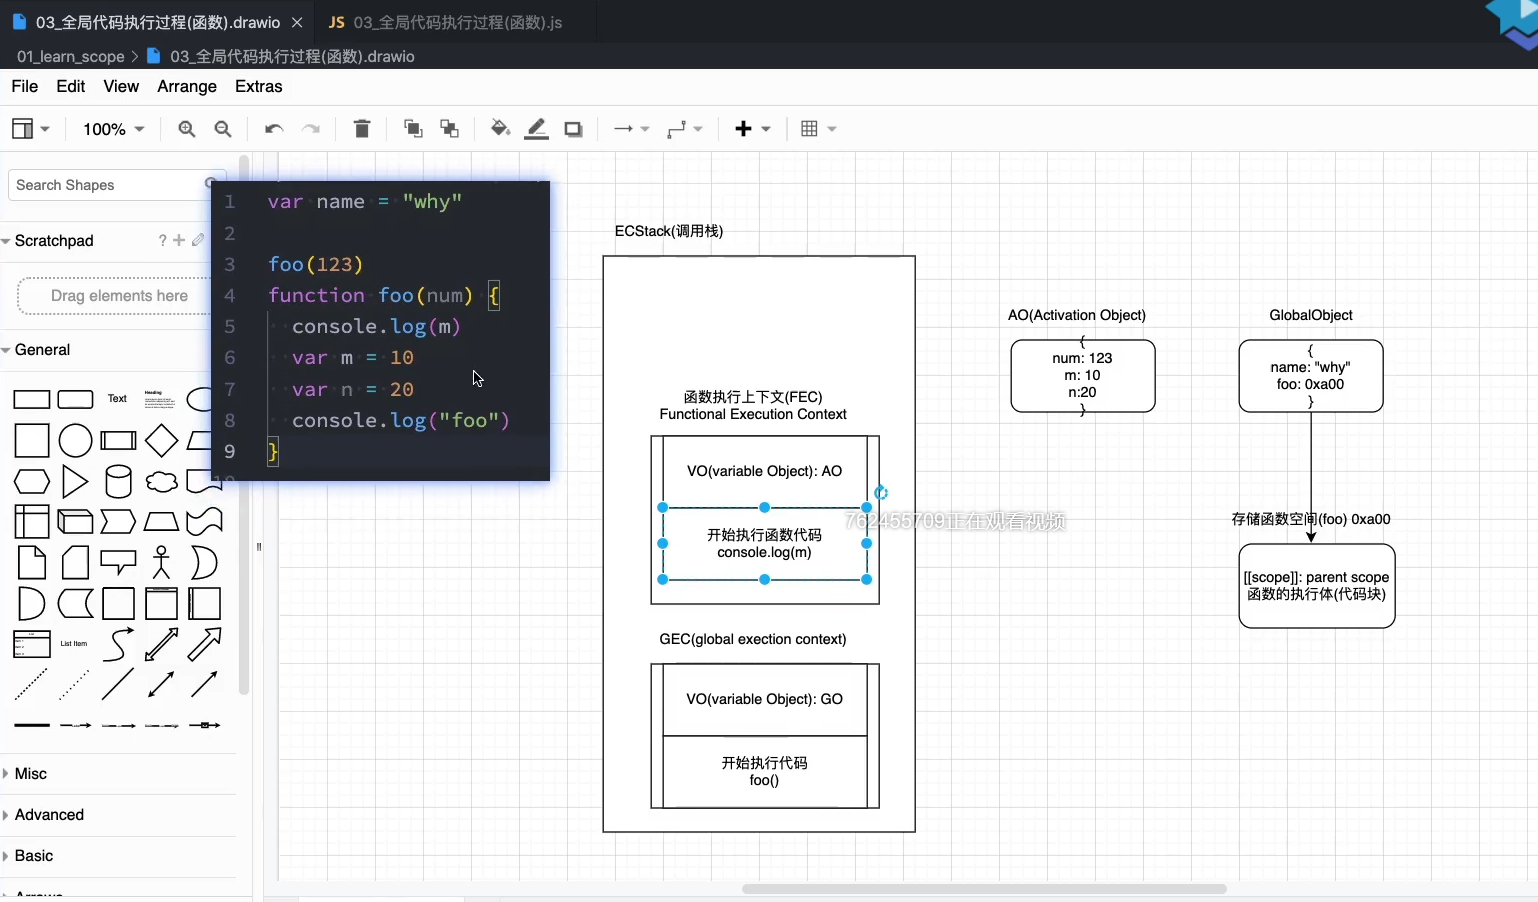 03_全局代码执行过程(函数).drawio
JS 03_全局代码执行过程(函数).js
01_learn_scope > 03_全局代码执行过程(函数).drawio
File Edit View Arrange Extras
100%
Search Shapes
Scratchpad
?
Drag elements here
General
Text
Heading
List Item
Misc
Advanced
Basic
1 var name = "why"
2
3 foo(123)
4 function foo(num) {
5 console.log(m)
6 var m = 10
7 var n = 20
8 console.log("foo")
9 }
ECStack(调用栈)
函数执行上下文(FEC)
Functional Execution Context
VO(variable Object): AO
开始执行函数代码
console.log(m)
GEC(global exection context)
VO(variable Object): GO
开始执行代码
foo()
762455709正在观看视频
AO(Activation Object)
{
num: 123
m: 10
n:20
}
GlobalObject
{
name: "why"
foo: 0xa00
}
存储函数空间(foo) 0xa00
[[scope]]: parent scope
函数的执行体(代码块)